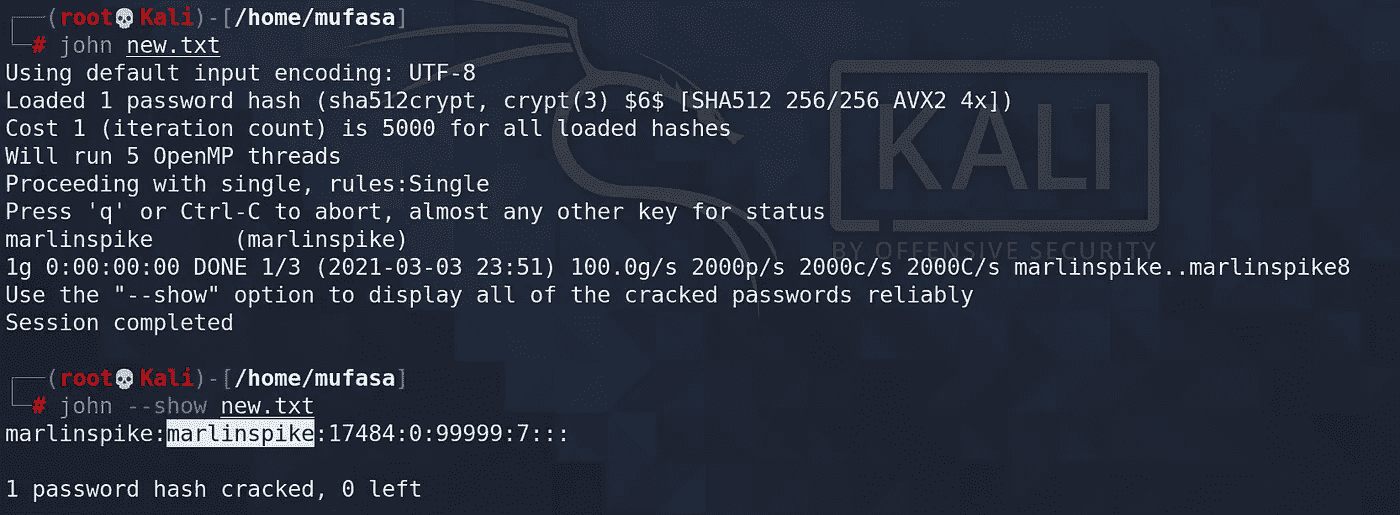 (root💀Kali)-[/home/mufasa]
# john new.txt
Using default input encoding: UTF-8
Loaded 1 password hash (sha512crypt, crypt(3) $6$ [SHA512 256/256 AVX2 4x])
Cost 1 (iteration count) is 5000 for all loaded hashes
Will run 5 OpenMP threads
Proceeding with single, rules:Single
Press 'q' or Ctrl-C to abort, almost any other key for status
marlinspike      (marlinspike)
1g 0:00:00:00 DONE 1/3 (2021-03-03 23:51) 100.0g/s 2000p/s 2000c/s 2000C/s marlinspike..marlinspike8
Use the "--show" option to display all of the cracked passwords reliably
Session completed
(root💀Kali)-[/home/mufasa]
# john --show new.txt
marlinspike:marlinspike:17484:0:99999:7:::
1 password hash cracked, 0 left
KALI
BY OFFENSIVE SECURITY